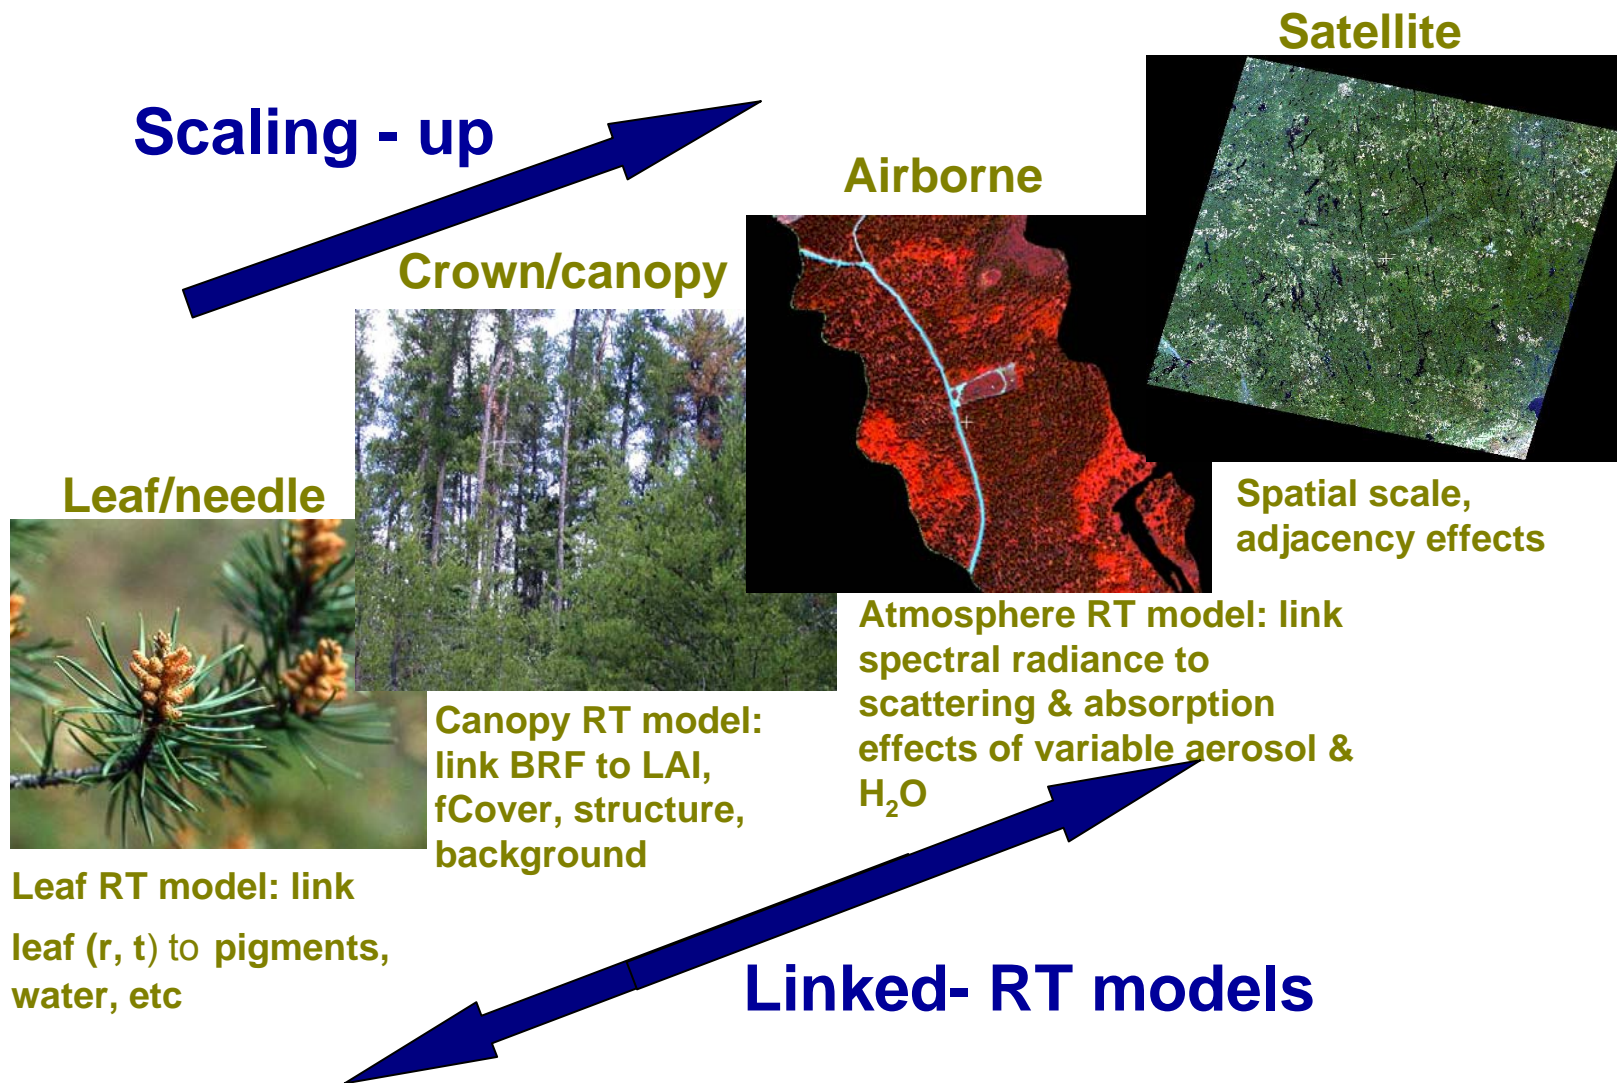 Satellite
Scaling - up
Airborne
Crown/canopy
Leaf/needle
Spatial scale,
adjacency effects
Atmosphere RT model: link
spectral radiance to
scattering & absorption
effects of variable aerosol &
H₂O
Canopy RT model:
link BRF to LAI,
fCover, structure,
background
Leaf RT model: link
leaf (r, t) to pigments,
water, etc
Linked- RT models